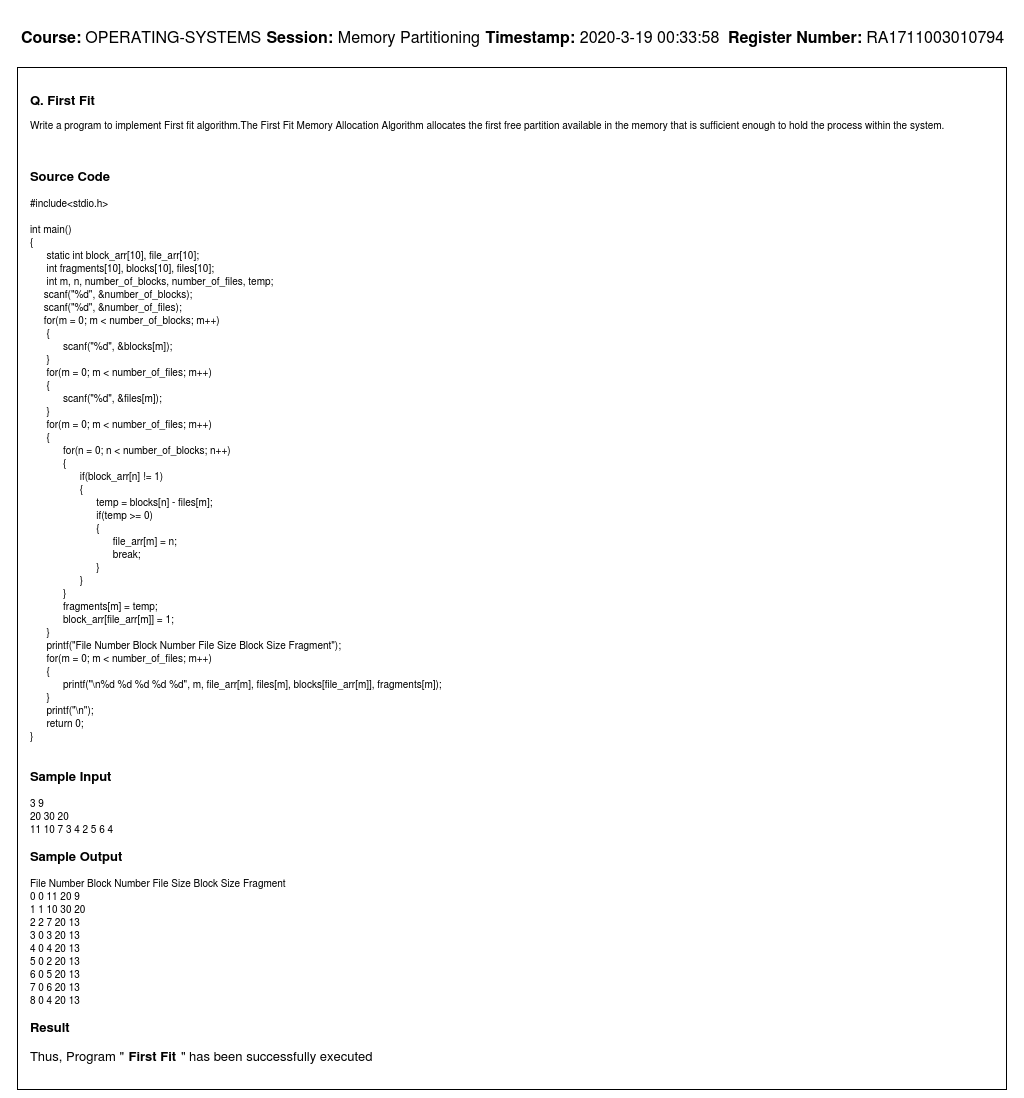 Course: OPERATING-SYSTEMS Session: Memory Partitioning Timestamp: 2020-3-19 00:33:58 Register Number: RA1711003010794
Q. First Fit
Write a program to implement First fit algorithm.The First Fit Memory Allocation Algorithm allocates the first free partition available in the memory that is sufficient enough to hold the process within the system.
Source Code
#include<stdio.h>
int main()
{
static int block_arr[10], file_arr[10];
int fragments[10], blocks[10], files[10];
int m, n, number_of_blocks, number_of_files, temp;
scanf("%d", &number_of_blocks);
scanf("%d", &number_of_files);
for(m = 0; m < number_of_blocks; m++)
{
scanf("%d", &blocks[m]);
}
for(m = 0; m < number_of_files; m++)
{
scanf("%d", &files[m]);
}
for(m = 0; m < number_of_files; m++)
{
for(n = 0; n < number_of_blocks; n++)
{
if(block_arr[n] != 1)
{
temp = blocks[n] - files[m];
if(temp >= 0)
{
file_arr[m] = n;
break;
}
}
}
fragments[m] = temp;
block_arr[file_arr[m]] = 1;
}
printf("File Number Block Number File Size Block Size Fragment");
for(m = 0; m < number_of_files; m++)
{
printf("\n%d %d %d %d %d", m, file_arr[m], files[m], blocks[file_arr[m]], fragments[m]);
}
printf("\n");
return 0;
}
Sample Input
3 9
20 30 20
11 10 7 3 4 2 5 6 4
Sample Output
File Number Block Number File Size Block Size Fragment
0 0 11 20 9
1 1 10 30 20
2 2 7 20 13
3 0 3 20 13
4 0 4 20 13
5 0 2 20 13
6 0 5 20 13
7 0 6 20 13
8 0 4 20 13
Result
Thus, Program " First Fit " has been successfully executed